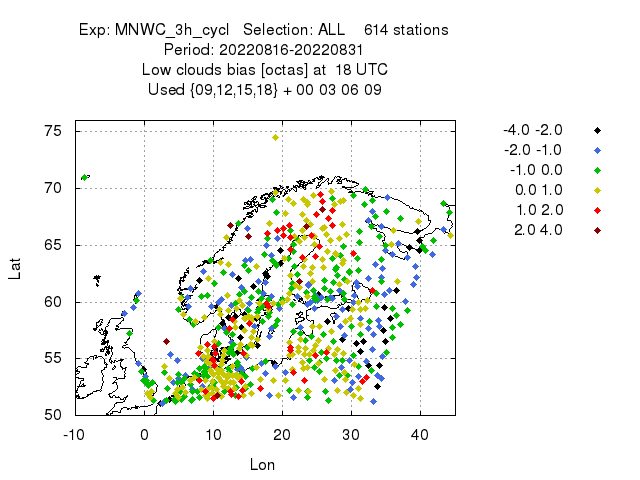 Exp: MNWC_3h_cycl   Selection: ALL    614 stations
Period: 20220816-20220831
Low clouds bias [octas] at  18 UTC
Used {09,12,15,18} + 00 03 06 09
75
70
65
60
55
50
-10 0 10 20 30 40
Lat
Lon
-4.0 -2.0
-2.0 -1.0
-1.0 0.0
0.0 1.0
1.0 2.0
2.0 4.0